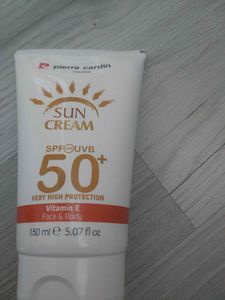 pierre cardin
SUN
CREAM
SPF UVB
50+
VERY HIGH PROTECTION
Vitamin E
Face & Body
150 ml e 5.07 fl oz